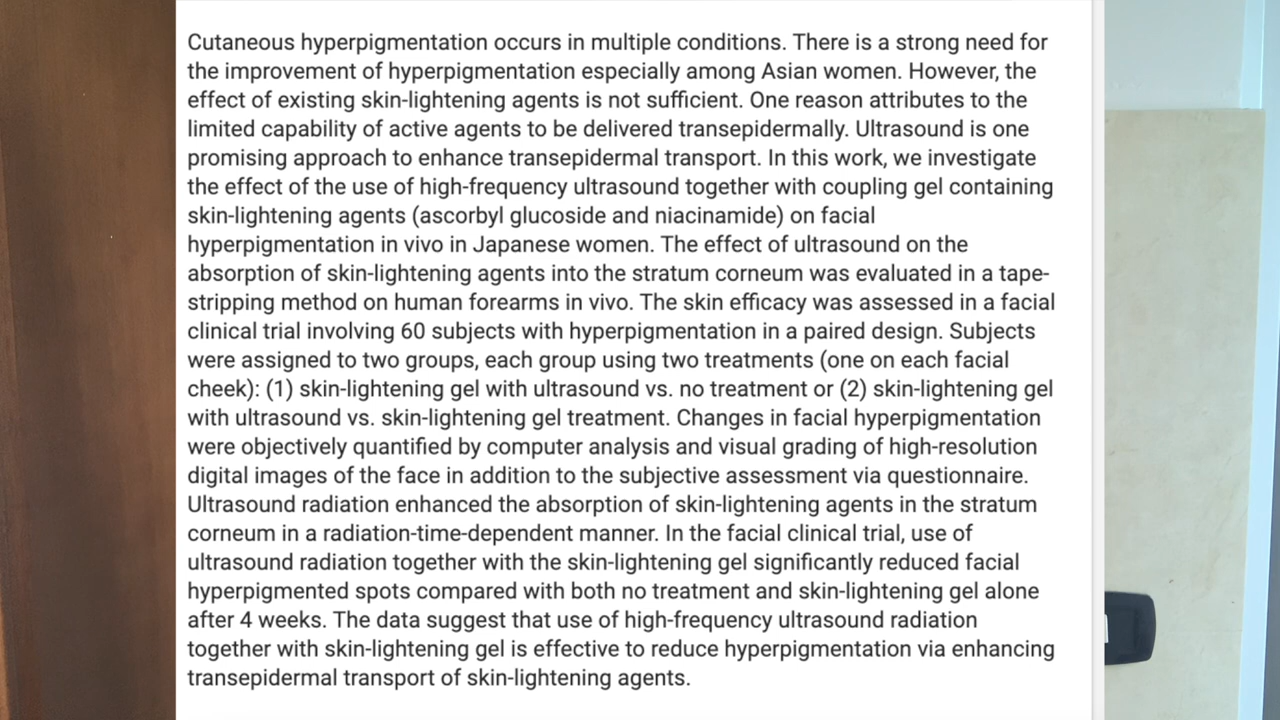 Cutaneous hyperpigmentation occurs in multiple conditions. There is a strong need for
the improvement of hyperpigmentation especially among Asian women. However, the
effect of existing skin-lightening agents is not sufficient. One reason attributes to the
limited capability of active agents to be delivered transepidermally. Ultrasound is one
promising approach to enhance transepidermal transport. In this work, we investigate
the effect of the use of high-frequency ultrasound together with coupling gel containing
skin-lightening agents (ascorbyl glucoside and niacinamide) on facial
hyperpigmentation in vivo in Japanese women. The effect of ultrasound on the
absorption of skin-lightening agents into the stratum corneum was evaluated in a tape-
stripping method on human forearms in vivo. The skin efficacy was assessed in a facial
clinical trial involving 60 subjects with hyperpigmentation in a paired design. Subjects
were assigned to two groups, each group using two treatments (one on each facial
cheek): (1) skin-lightening gel with ultrasound vs. no treatment or (2) skin-lightening gel
with ultrasound vs. skin-lightening gel treatment. Changes in facial hyperpigmentation
were objectively quantified by computer analysis and visual grading of high-resolution
digital images of the face in addition to the subjective assessment via questionnaire.
Ultrasound radiation enhanced the absorption of skin-lightening agents in the stratum
corneum in a radiation-time-dependent manner. In the facial clinical trial, use of
ultrasound radiation together with the skin-lightening gel significantly reduced facial
hyperpigmented spots compared with both no treatment and skin-lightening gel alone
after 4 weeks. The data suggest that use of high-frequency ultrasound radiation
together with skin-lightening gel is effective to reduce hyperpigmentation via enhancing
transepidermal transport of skin-lightening agents.